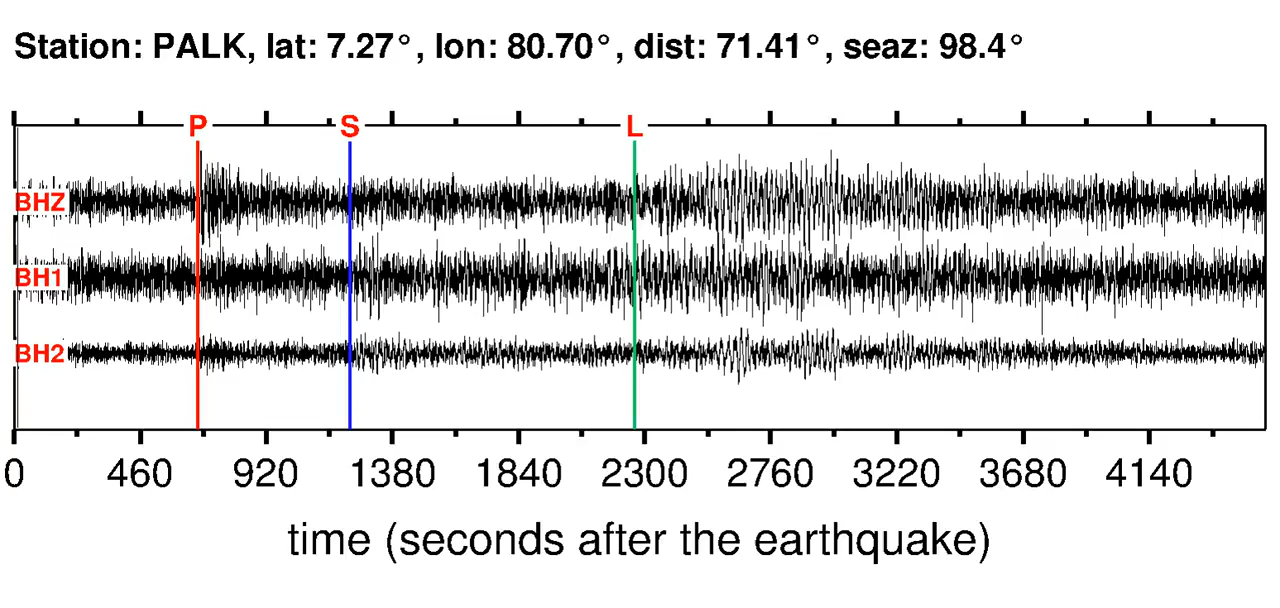 Station: PALK, lat: 7.27°, lon: 80.70°, dist: 71.41°, seaz: 98.4°
P S L
BHZ
BH1
BH2
0 460 920 1380 1840 2300 2760 3220 3680 4140
time (seconds after the earthquake)